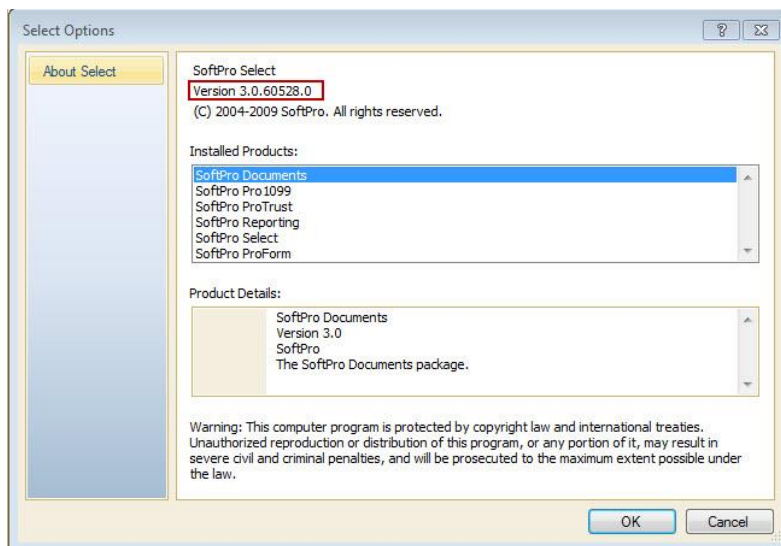 Select Options
About Select
SoftPro Select
Version 3.0.60528.0
(C) 2004-2009 SoftPro. All rights reserved.
Installed Products:
SoftPro Documents
SoftPro Pro1099
SoftPro ProTrust
SoftPro Reporting
SoftPro Select
SoftPro ProForm
Product Details:
SoftPro Documents
Version 3.0
SoftPro
The SoftPro Documents package.
Warning: This computer program is protected by copyright law and international treaties.
Unauthorized reproduction or distribution of this program, or any portion of it, may result in
severe civil and criminal penalties, and will be prosecuted to the maximum extent possible under
the law.
OK
Cancel